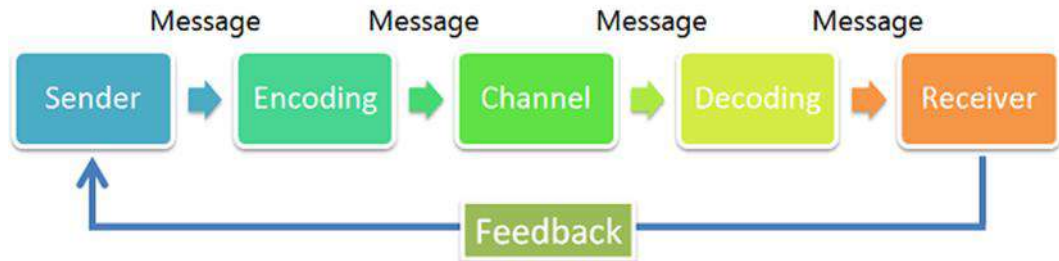 Message Message Message Message
Sender Encoding Channel Decoding Receiver
Feedback